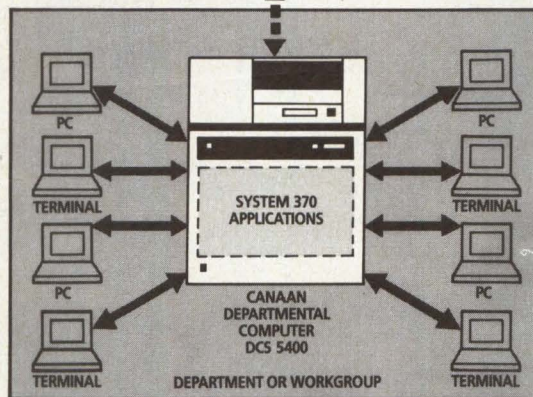 PC
PC
TERMINAL
SYSTEM 370
APPLICATIONS
TERMINAL
PC
PC
CANAAN
DEPARTMENTAL
COMPUTER
DCS 5400
TERMINAL
DEPARTMENT OR WORKGROUP
TERMINAL